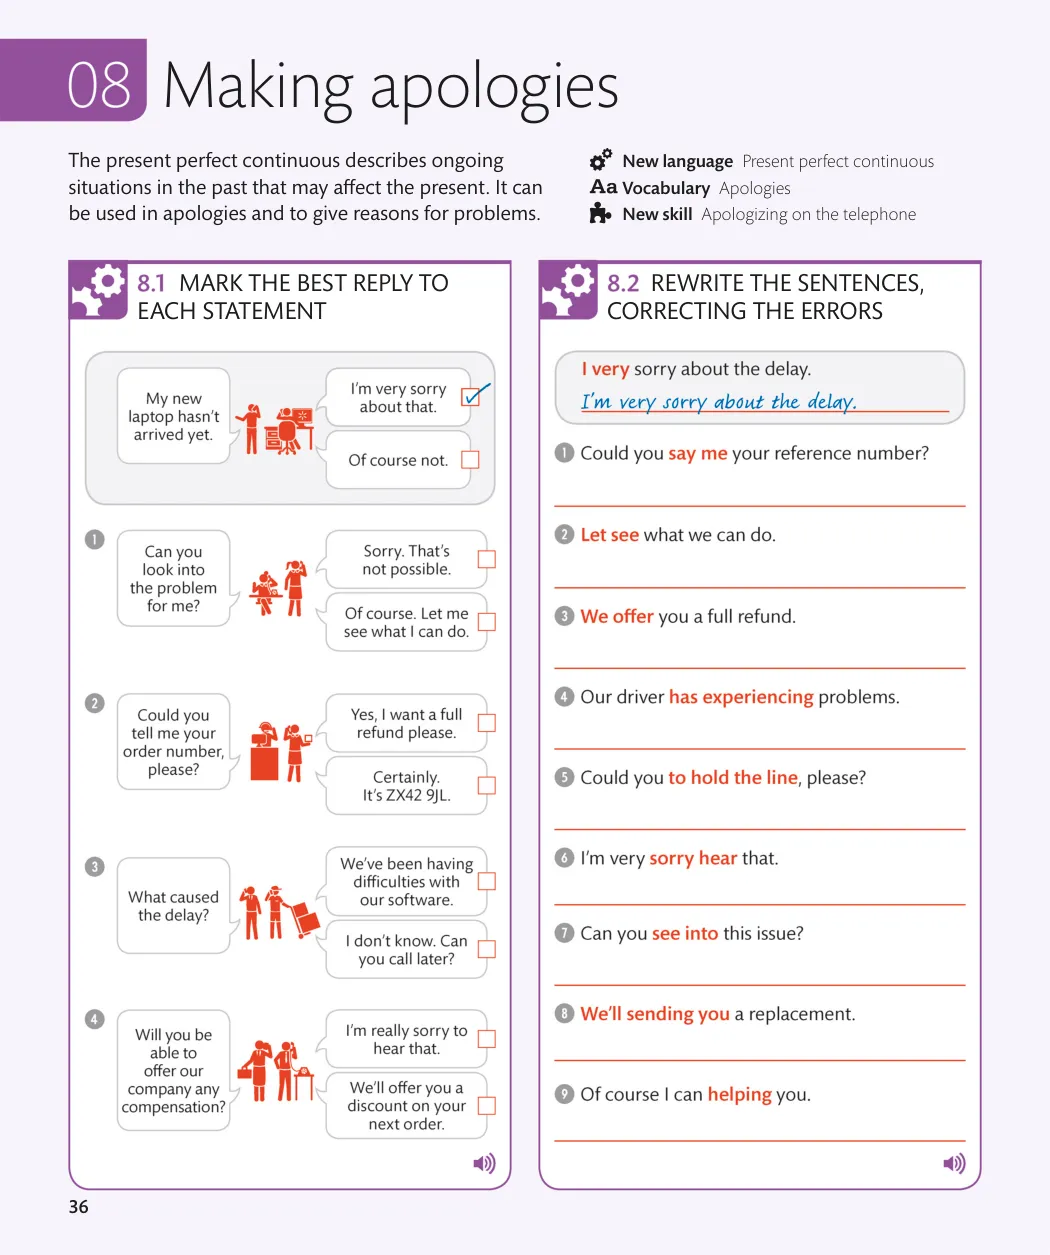 08 Making apologies
The present perfect continuous describes ongoing
situations in the past that may affect the present. It can
be used in apologies and to give reasons for problems.
New language Present perfect continuous
Aa Vocabulary Apologies
New skill Apologizing on the telephone
8.1 MARK THE BEST REPLY TO
EACH STATEMENT
My new
laptop hasn't
arrived yet.
I'm very sorry
about that.
Of course not.
1
Can you
look into
the problem
for me?
Sorry. That's
not possible.
Of course. Let me
see what I can do.
2
Could you
tell me your
order number,
please?
Yes, I want a full
refund please.
Certainly.
It's ZX42 9JL.
3
What caused
the delay?
We've been having
difficulties with
our software.
I don't know. Can
you call later?
4
Will you be
able to
offer our
company any
compensation?
I'm really sorry to
hear that.
We'll offer you a
discount on your
next order.
8.2 REWRITE THE SENTENCES,
CORRECTING THE ERRORS
I very sorry about the delay.
I'm very sorry about the delay.
1 Could you say me your reference number?
2 Let see what we can do.
3 We offer you a full refund.
4 Our driver has experiencing problems.
5 Could you to hold the line, please?
6 I'm very sorry hear that.
7 Can you see into this issue?
8 We'll sending you a replacement.
9 Of course I can helping you.
36